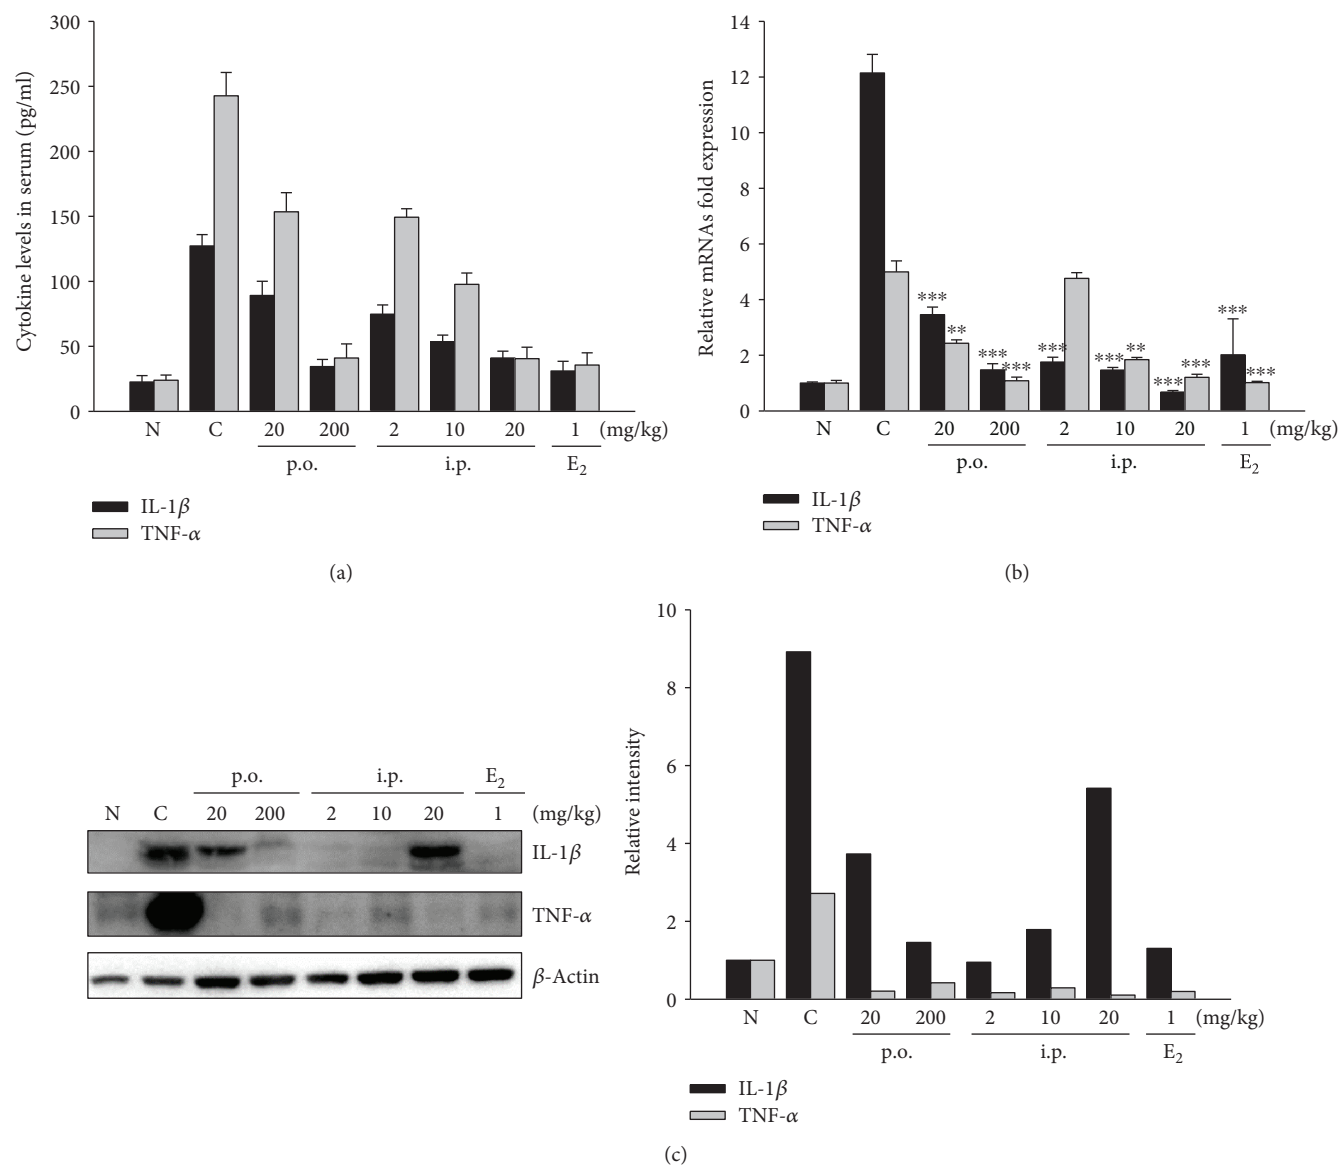 Cytokine levels in serum (pg/ml)
300
250
200
150
100
50
0
N C 20 200 2 10 20 1 (mg/kg)
p.o. i.p. E₂
IL-1β
TNF-α
(a)
Relative mRNAs fold expression
14
12
10
8
6
4
2
0
*** ** *** *** *** *** ** *** *** *** ***
N C 20 200 2 10 20 1 (mg/kg)
p.o. i.p. E₂
IL-1β
TNF-α
(b)
p.o. i.p. E₂
N C 20 200 2 10 20 1 (mg/kg)
IL-1β
TNF-α
β-Actin
Relative intensity
10
8
6
4
2
0
N C 20 200 2 10 20 1 (mg/kg)
p.o. i.p. E₂
IL-1β
TNF-α
(c)